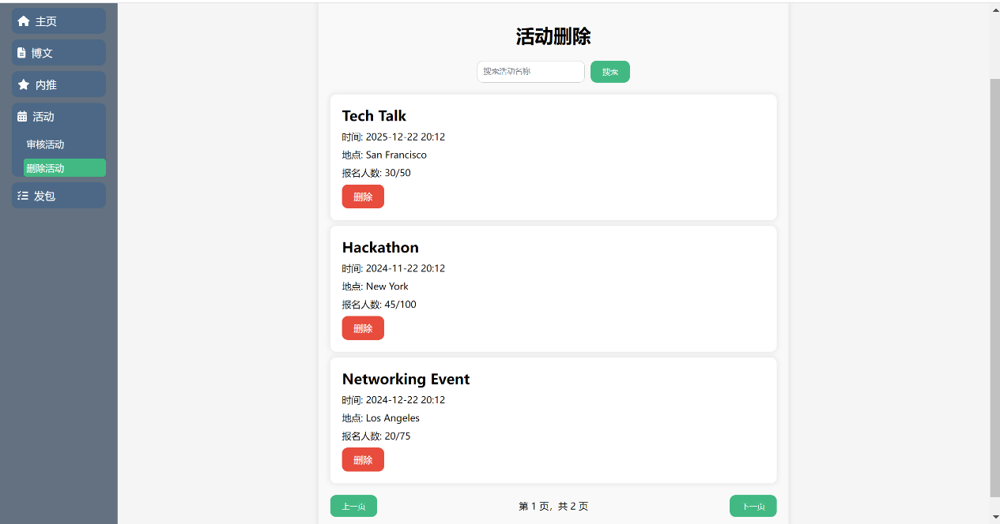 主页
博文
内推
活动
审核活动
删除活动
发包
活动删除
搜索活动名称 搜索
Tech Talk
时间: 2025-12-22 20:12
地点: San Francisco
报名人数: 30/50
删除
Hackathon
时间: 2024-11-22 20:12
地点: New York
报名人数: 45/100
删除
Networking Event
时间: 2024-12-22 20:12
地点: Los Angeles
报名人数: 20/75
删除
上一页 第 1 页，共 2 页 下一页